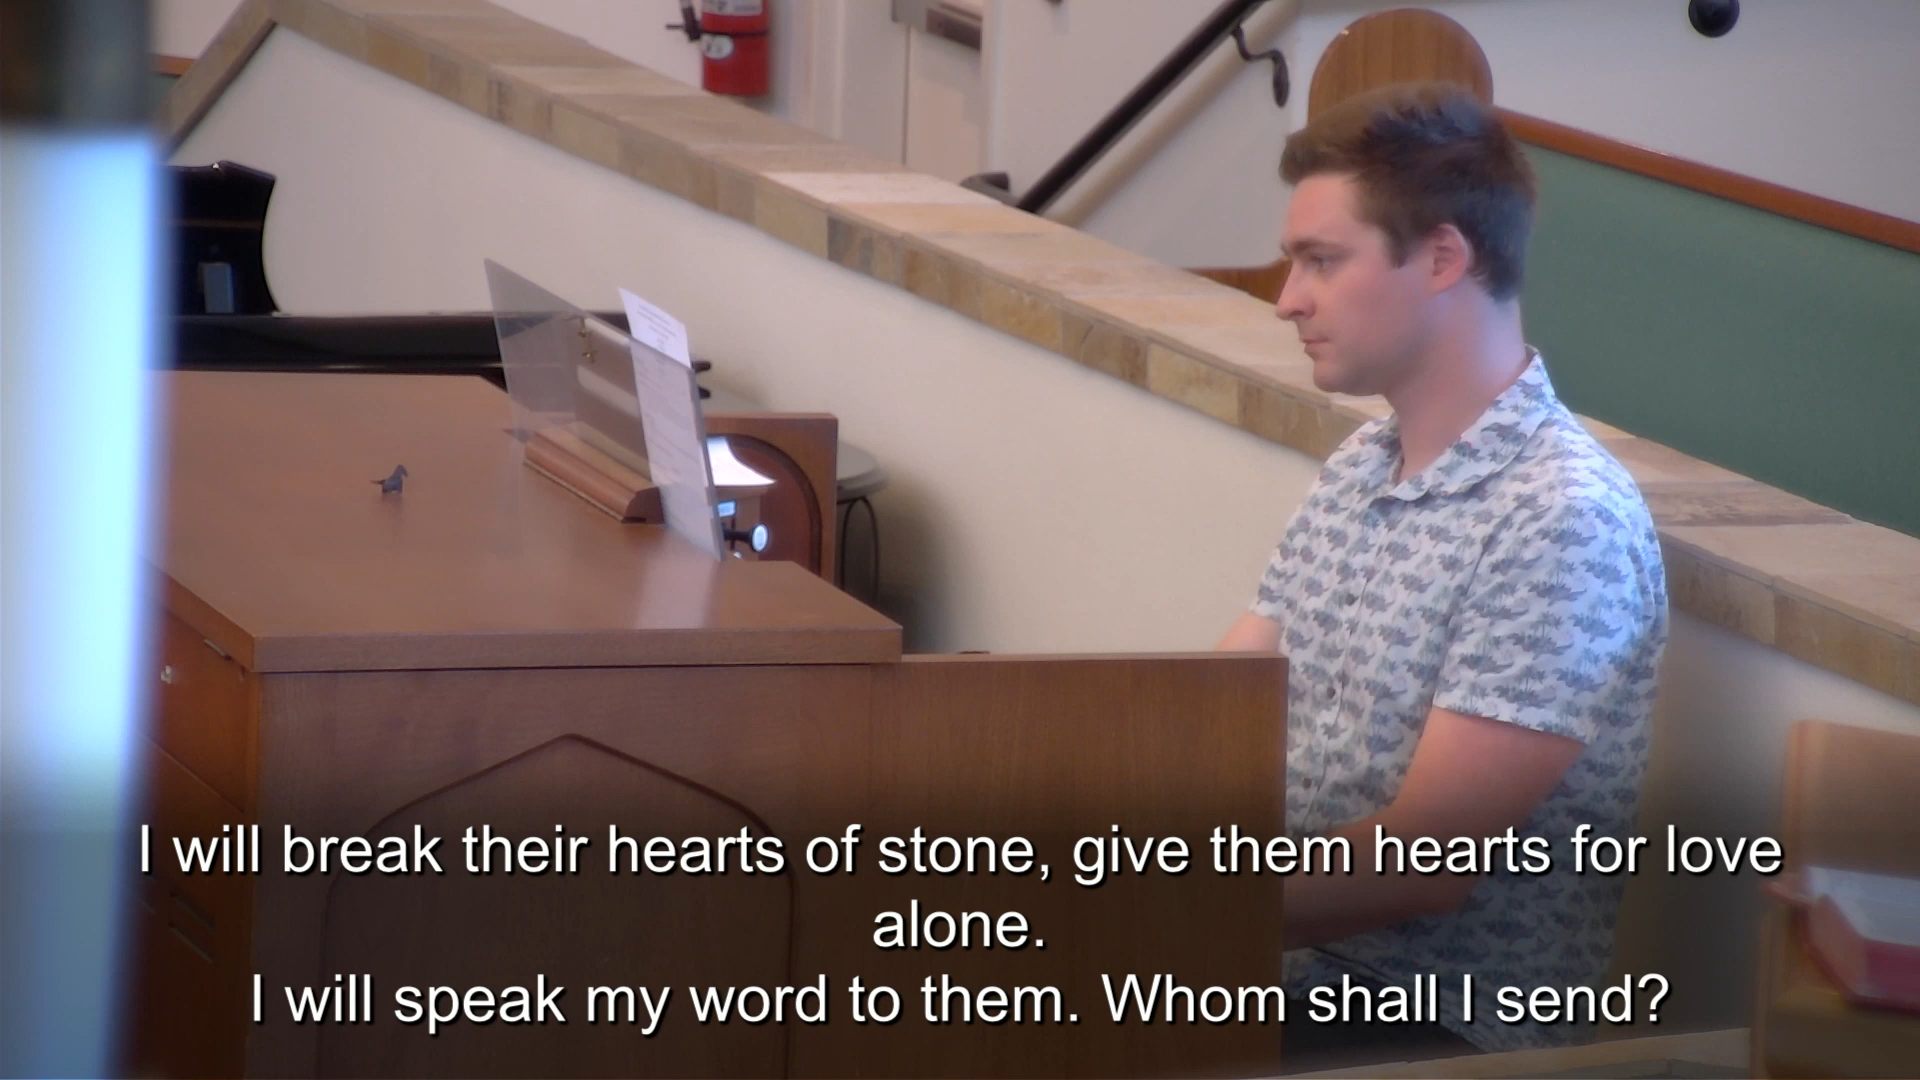 I will break their hearts of stone, give them hearts for love
alone.
I will speak my word to them. Whom shall I send?